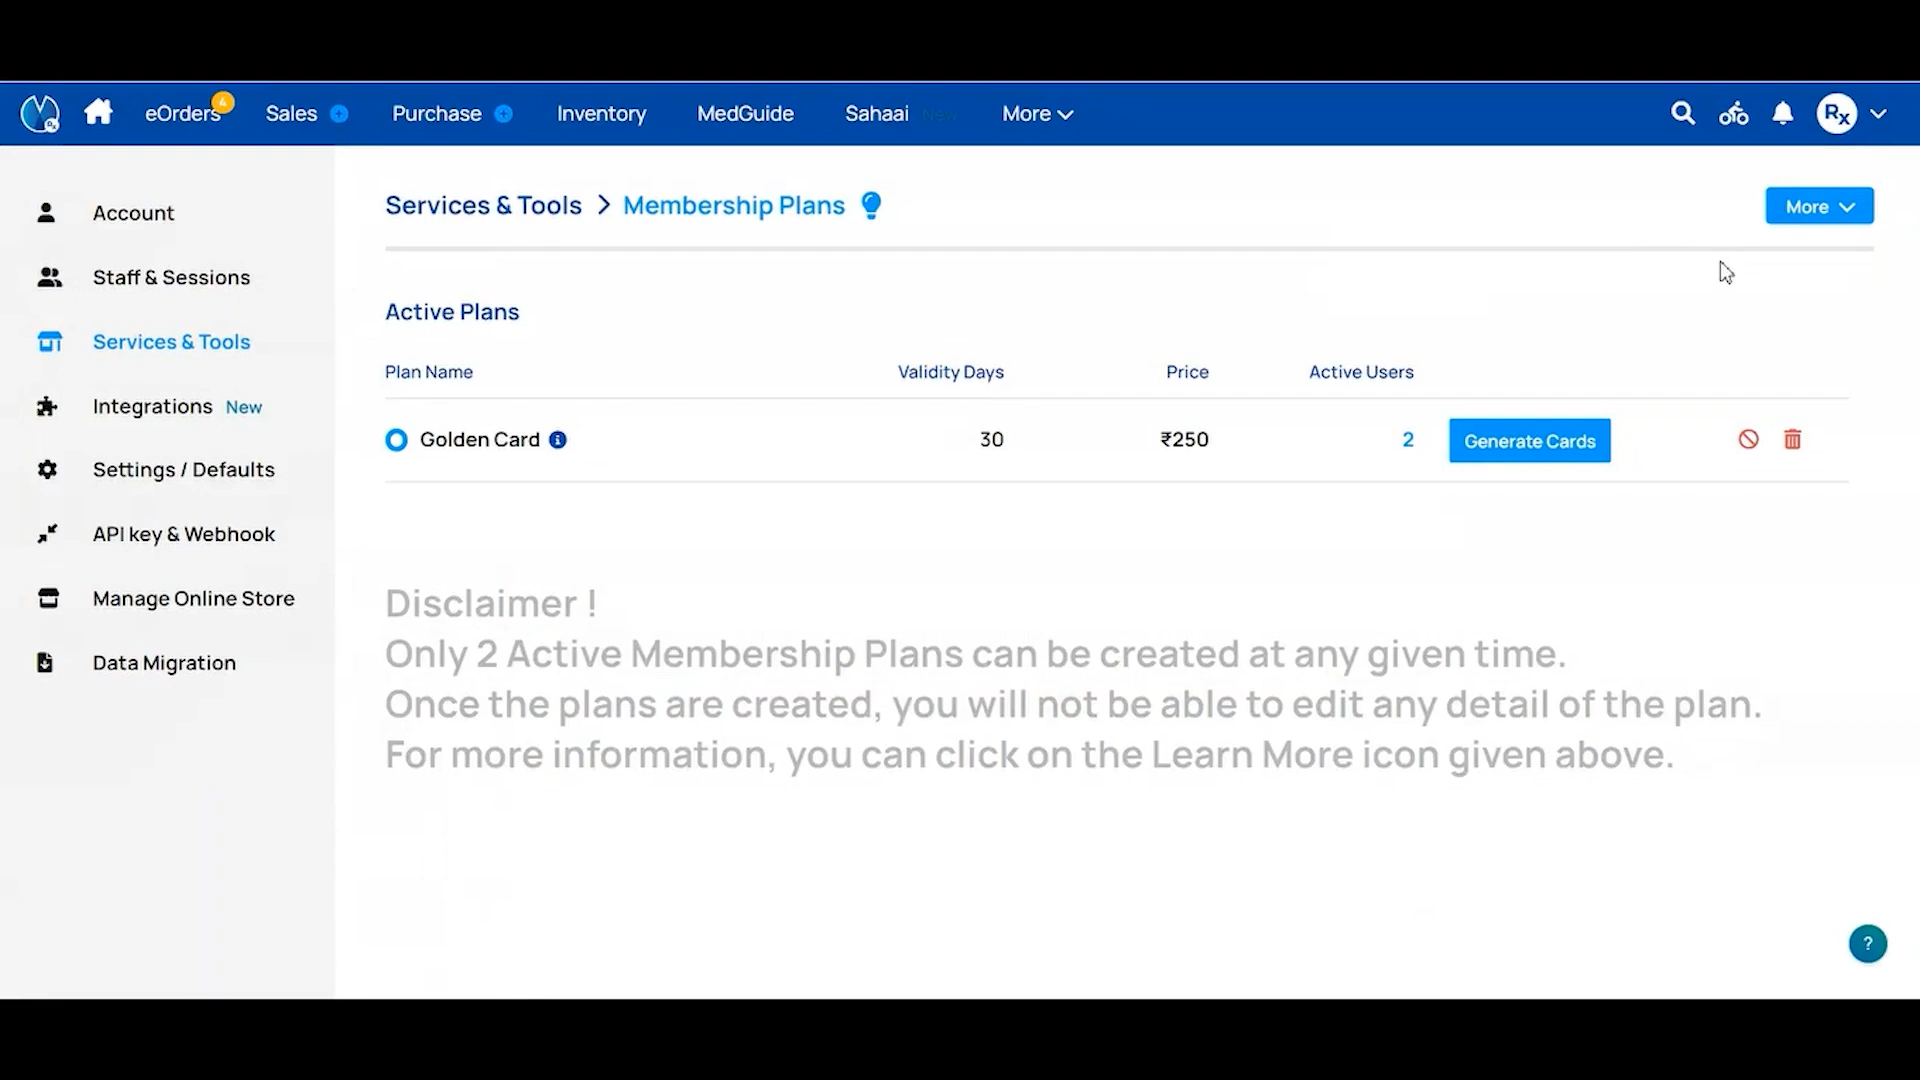 eOrders 4 Sales Purchase Inventory MedGuide Sahaai New More Rx
Account
Staff & Sessions
Services & Tools
Integrations New
Settings / Defaults
API key & Webhook
Manage Online Store
Data Migration
Services & Tools > Membership Plans
More
Active Plans
Plan Name Validity Days Price Active Users
Golden Card 30 ₹250 2 Generate Cards
Disclaimer !
Only 2 Active Membership Plans can be created at any given time.
Once the plans are created, you will not be able to edit any detail of the plan.
For more information, you can click on the Learn More icon given above.
?